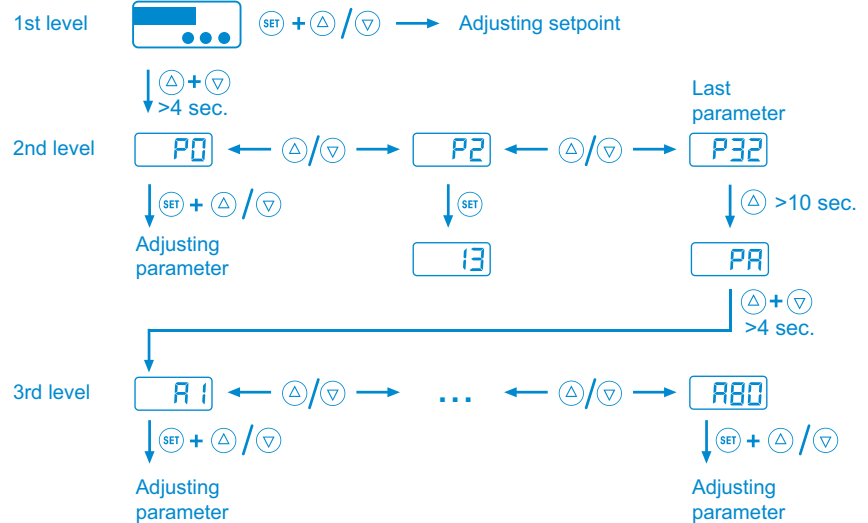 1st level SET + / Adjusting setpoint
+
>4 sec.
Last
parameter
2nd level P0 / P2 / P32
SET + / SET >10 sec.
Adjusting
parameter 13 PA
+
>4 sec.
3rd level A1 / ... / A80
SET + / SET + /
Adjusting Adjusting
parameter parameter